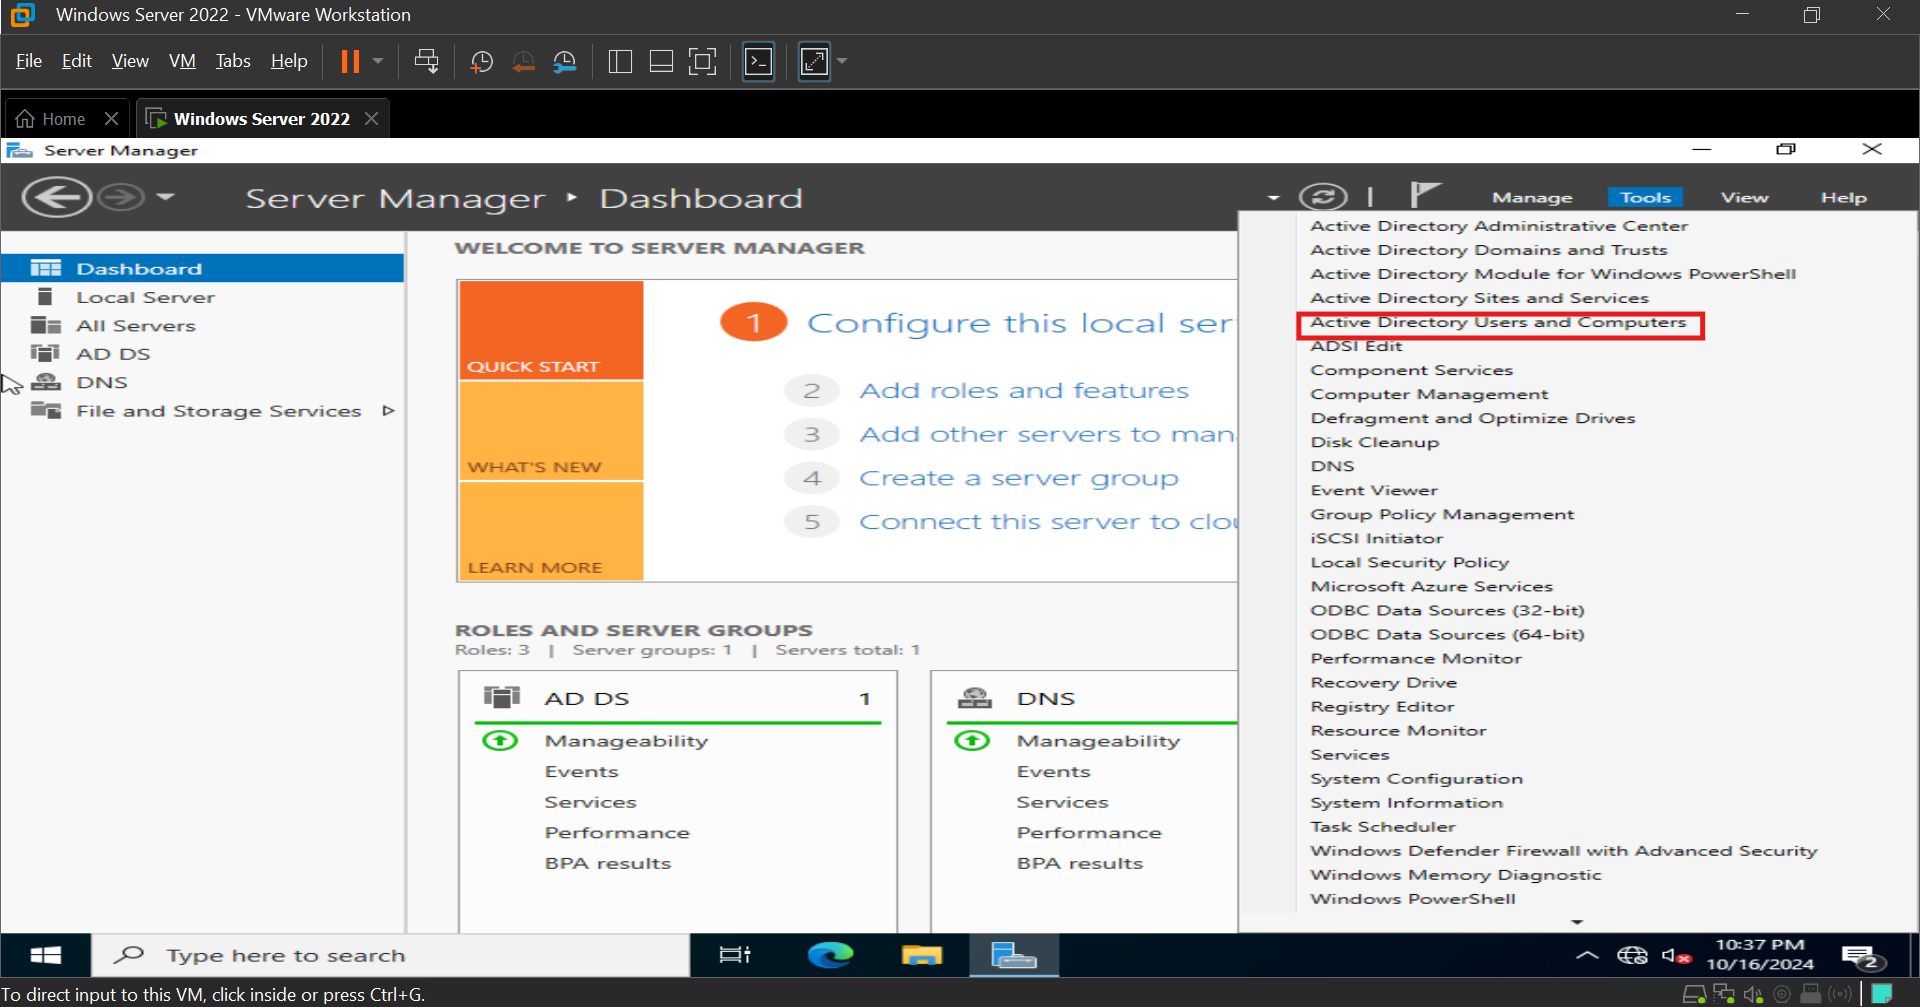 Windows Server 2022 - VMware Workstation
File Edit View VM Tabs Help
Home
Windows Server 2022
Server Manager
Server Manager Dashboard
Manage Tools View Help
Dashboard
Local Server
All Servers
AD DS
DNS
File and Storage Services
WELCOME TO SERVER MANAGER
QUICK START
WHAT'S NEW
LEARN MORE
1 Configure this local ser
2 Add roles and features
3 Add other servers to man
4 Create a server group
5 Connect this server to clou
ROLES AND SERVER GROUPS
Roles: 3 | Server groups: 1 | Servers total: 1
AD DS 1
Manageability
Events
Services
Performance
BPA results
DNS
Manageability
Events
Services
Performance
BPA results
Active Directory Administrative Center
Active Directory Domains and Trusts
Active Directory Module for Windows PowerShell
Active Directory Sites and Services
Active Directory Users and Computers
ADSI Edit
Component Services
Computer Management
Defragment and Optimize Drives
Disk Cleanup
DNS
Event Viewer
Group Policy Management
iSCSI Initiator
Local Security Policy
Microsoft Azure Services
ODBC Data Sources (32-bit)
ODBC Data Sources (64-bit)
Performance Monitor
Recovery Drive
Registry Editor
Resource Monitor
Services
System Configuration
System Information
Task Scheduler
Windows Defender Firewall with Advanced Security
Windows Memory Diagnostic
Windows PowerShell
Type here to search
10:37 PM
10/16/2024
2
To direct input to this VM, click inside or press Ctrl+G.